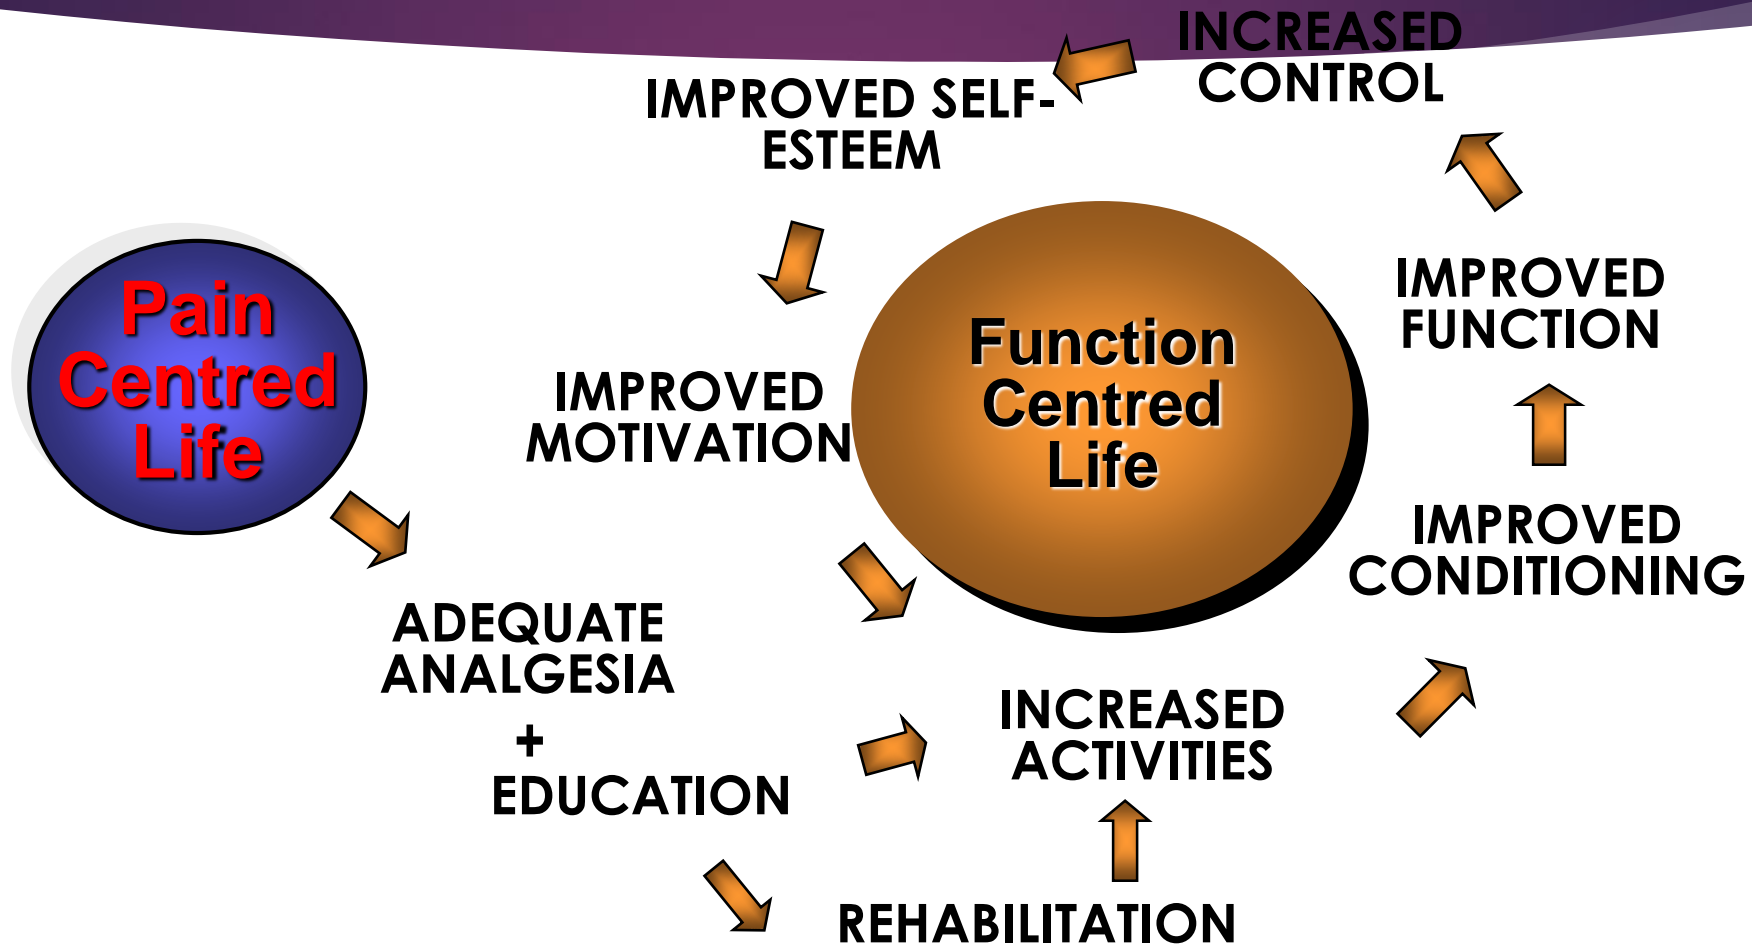 INCREASED
CONTROL
IMPROVED SELF-
ESTEEM
Pain
Centred
Life
IMPROVED
MOTIVATION
Function
Centred
Life
IMPROVED
FUNCTION
IMPROVED
CONDITIONING
ADEQUATE
ANALGESIA
+
EDUCATION
INCREASED
ACTIVITIES
REHABILITATION